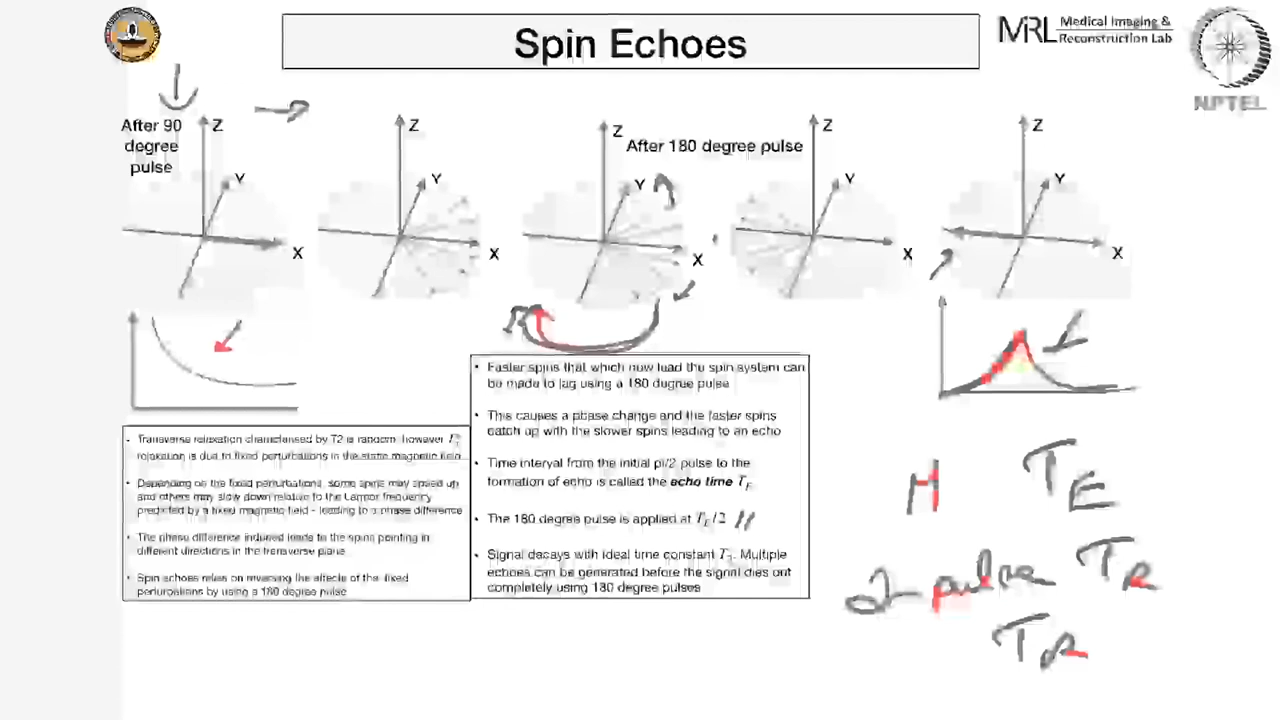 Spin Echoes
MRL Medical Imaging &
Reconstruction Lab
NPTEL
After 90
degree
pulse
Z
Y
X
Z
Y
X
Z
After 180 degree pulse
Y
X
Z
Y
X
Z
Y
X
• Transverse relaxation characterised by T2 is random, however T2*
relaxation is due to fixed perturbations in the static magnetic field
• Depending on the fixed perturbations, some spins may speed up
and others may slow down relative to the Larmor frequency
predicted by a fixed magnetic field - leading to a phase difference
• The phase difference induced leads to the spins pointing in
different directions in the transverse plane
• Spin echoes relies on reversing the effects of the fixed
perturbations by using a 180 degree pulse
• Faster spins that which now lead the spin system can
be made to lag using a 180 degree pulse
• This causes a phase change and the faster spins
catch up with the slower spins leading to an echo
• Time interval from the initial pi/2 pulse to the
formation of echo is called the echo time T_E
• The 180 degree pulse is applied at T_E/2 //
• Signal decays with ideal time constant T_2. Multiple
echoes can be generated before the signal dies out
completely using 180 degree pulses
H T_E
2-pulse T_R
T_R